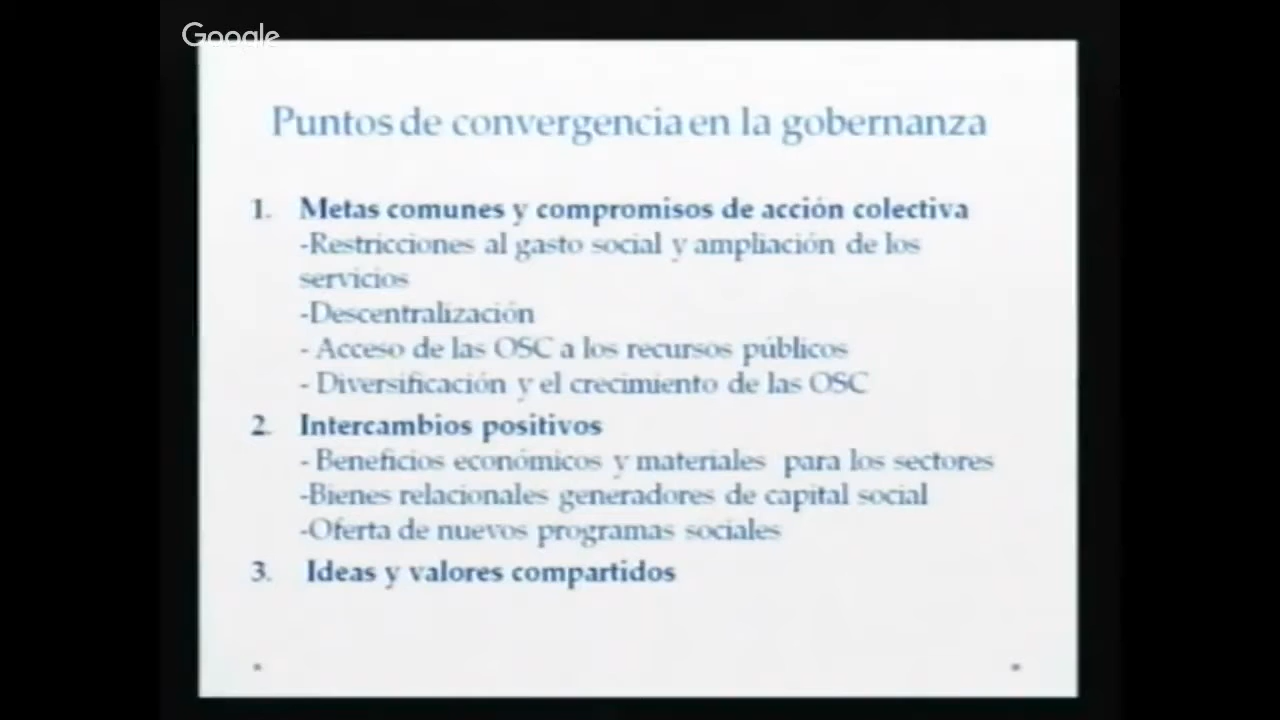 Google
Puntos de convergencia en la gobernanza
1. Metas comunes y compromisos de acción colectiva
-Restricciones al gasto social y ampliación de los
servicios
-Descentralización
- Acceso de las OSC a los recursos públicos
- Diversificación y el crecimiento de las OSC
2. Intercambios positivos
- Beneficios económicos y materiales para los sectores
-Bienes relacionales generadores de capital social
-Oferta de nuevos programas sociales
3. Ideas y valores compartidos